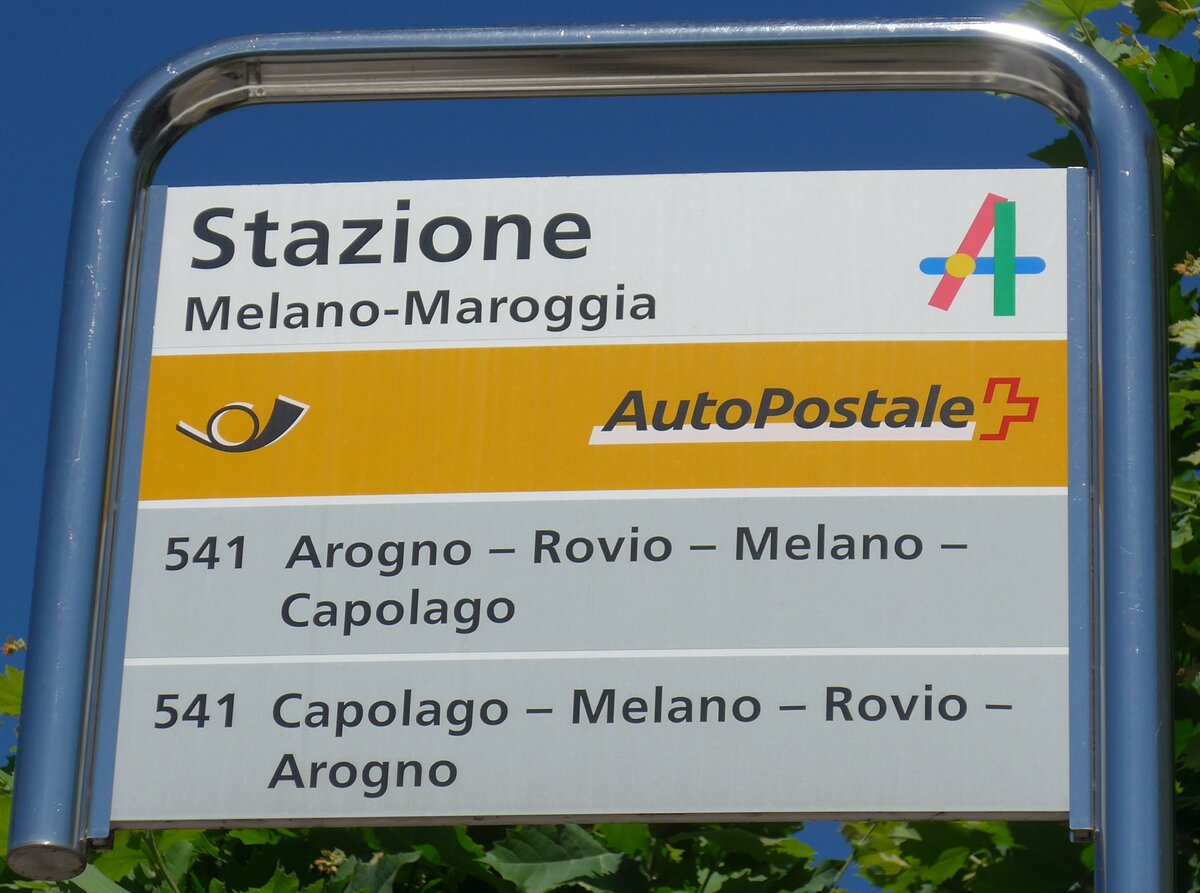 Stazione
Melano-Maroggia
AutoPostale
541 Arogno – Rovio – Melano –
Capolago
541 Capolago – Melano – Rovio –
Arogno